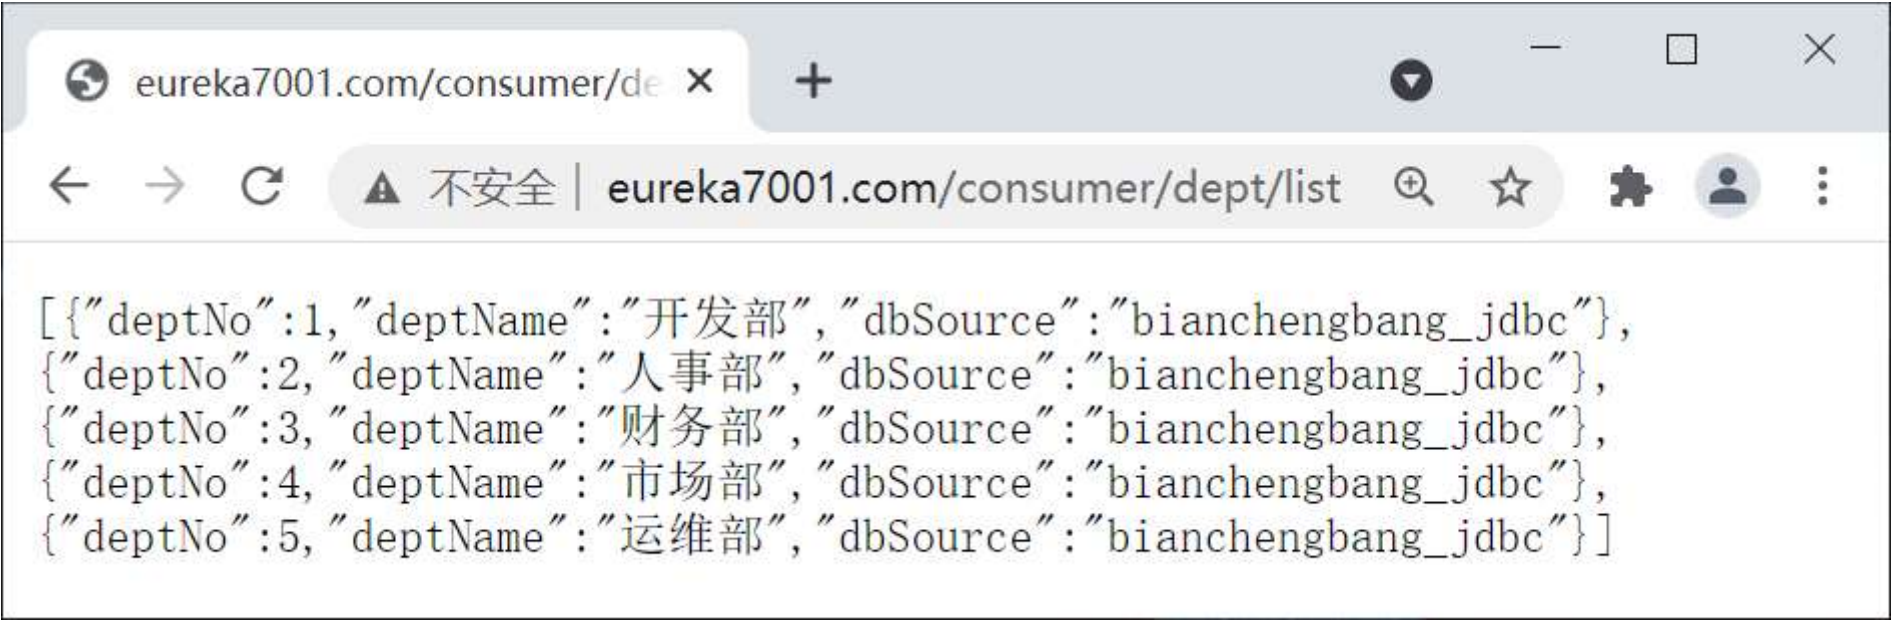 eureka7001.com/consumer/de
不安全 | eureka7001.com/consumer/dept/list
[{"deptNo":1,"deptName":"开发部","dbSource":"bianchengbang_jdbc"},
{"deptNo":2,"deptName":"人事部","dbSource":"bianchengbang_jdbc"},
{"deptNo":3,"deptName":"财务部","dbSource":"bianchengbang_jdbc"},
{"deptNo":4,"deptName":"市场部","dbSource":"bianchengbang_jdbc"},
{"deptNo":5,"deptName":"运维部","dbSource":"bianchengbang_jdbc"}]